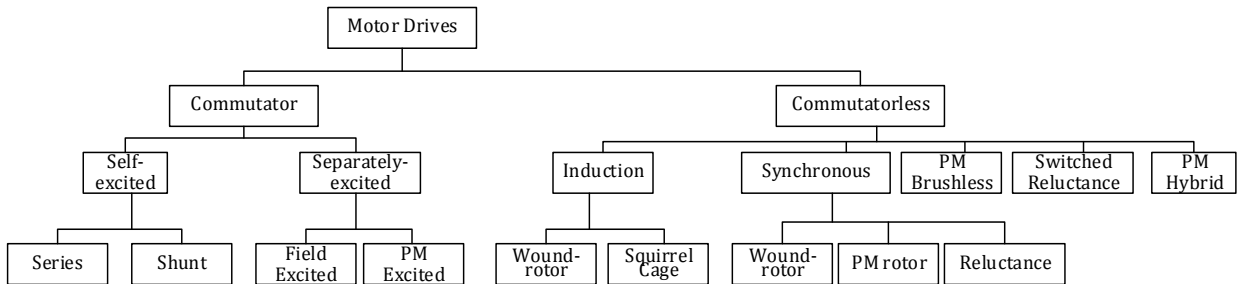 Motor Drives
Commutator
Commutatorless
Self-
excited
Separately-
excited
Induction
Synchronous
PM
Brushless
Switched
Reluctance
PM
Hybrid
Series
Shunt
Field
Excited
PM
Excited
Wound-
rotor
Squirrel
Cage
Wound-
rotor
PM rotor
Reluctance